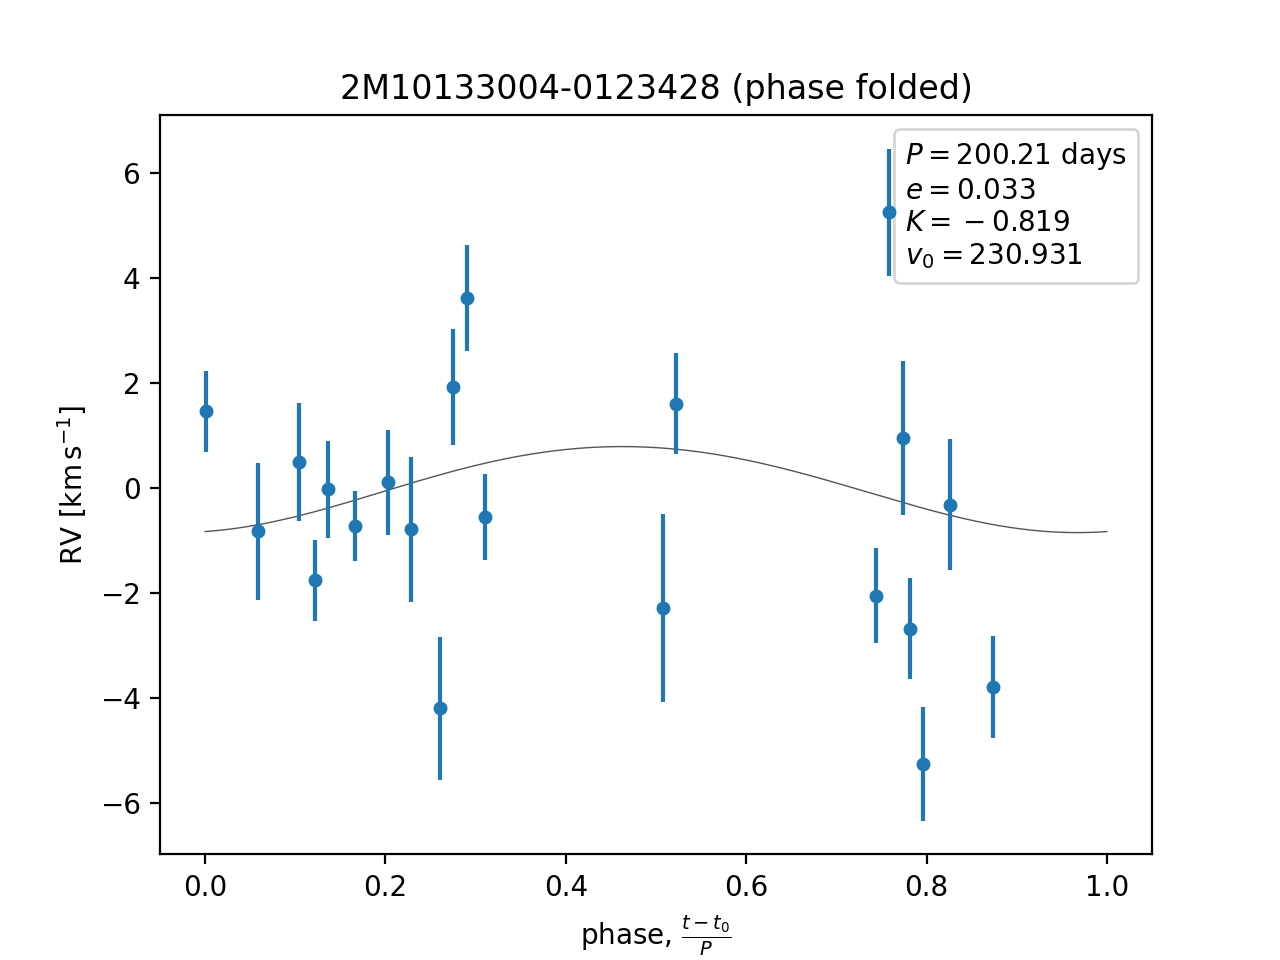 2M10133004-0123428 (phase folded)
P = 200.21 days
e = 0.033
K = −0.819
v₀ = 230.931
RV [km s⁻¹]
6
4
2
0
−2
−4
−6
0.0 0.2 0.4 0.6 0.8 1.0
phase, (t − t₀)/P